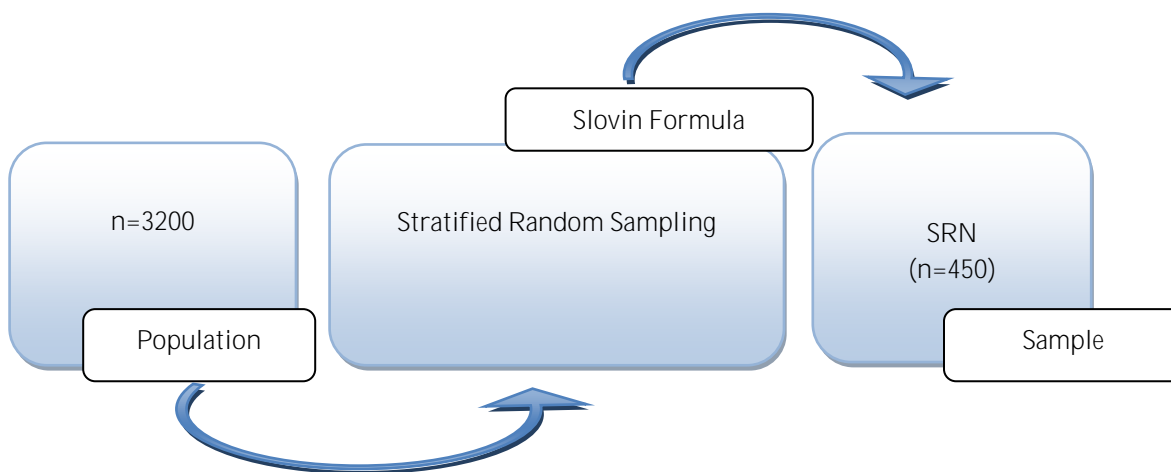 n=3200
Population
Slovin Formula
Stratified Random Sampling
SRN
(n=450)
Sample